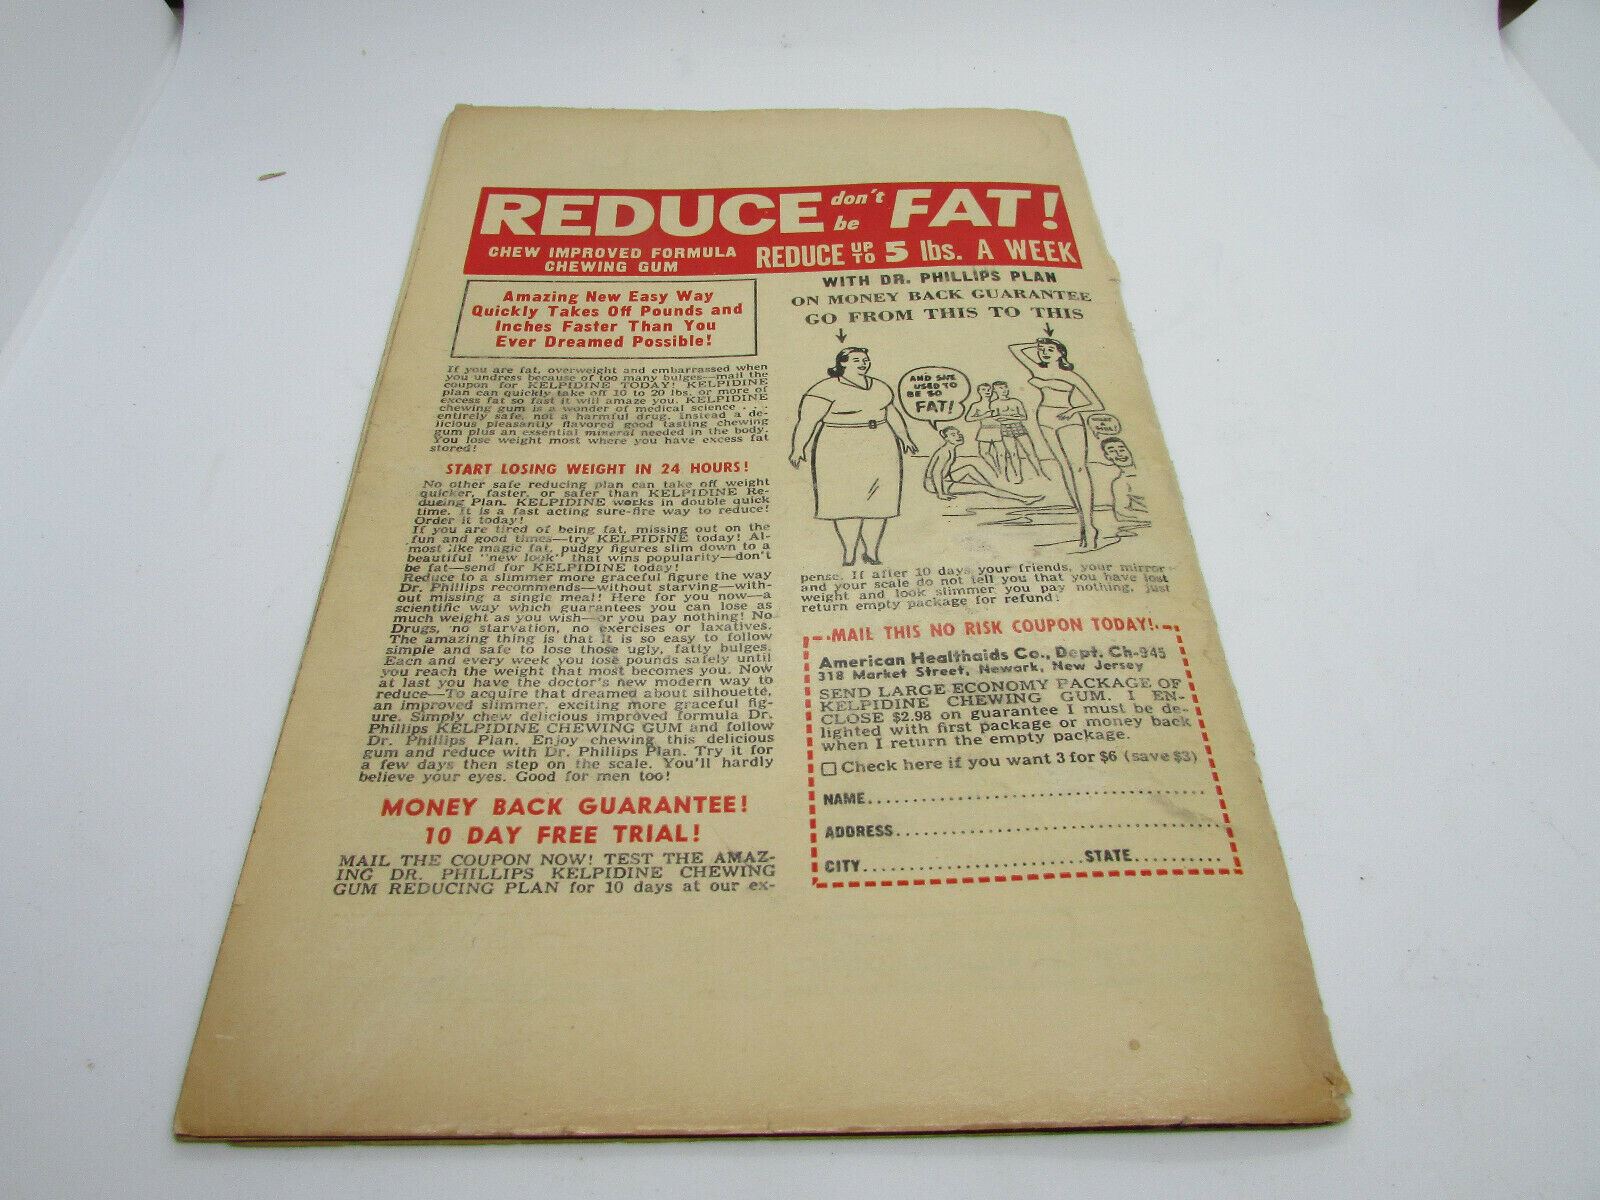 REDUCE don't be FAT!
CHEW IMPROVED FORMULA
CHEWING GUM
REDUCE UP TO 5 lbs. A WEEK
Amazing New Easy Way
Quickly Takes Off Pounds and
Inches Faster Than You
Ever Dreamed Possible!
If you are fat, overweight and embarrassed when
you undress because of too many bulges—mail the
coupon for KELPIDINE TODAY! KELPIDINE
plan can quickly take off 10 to 20 lbs. or more of
excess fat so fast it will amaze you. KELPIDINE
chewing gum is a wonder of medical science . . .
entirely safe, not a harmful drug. Instead a de-
licious pleasantly flavored good tasting chewing
gum plus an essential mineral needed in the body.
You lose weight most where you have excess fat
stored!
START LOSING WEIGHT IN 24 HOURS!
No other safe reducing plan can take off weight
quicker, faster, or safer than KELPIDINE Re-
ducing Plan. KELPIDINE works in double quick
time. It is a fast acting sure-fire way to reduce!
Order it today!
If you are tired of being fat, missing out on the
fun and good times—try KELPIDINE today! Al-
most like magic fat, pudgy figures slim down to a
beautiful "new look" that wins popularity—don't
be fat—send for KELPIDINE today!
Reduce to a slimmer more graceful figure the way
Dr. Phillips recommends—without starving—with-
out missing a single meal! Here for you now—a
scientific way which guarantees you can lose as
much weight as you wish—or you pay nothing! No
Drugs, no starvation, no exercises or laxatives.
The amazing thing is that it is so easy to follow
simple and safe to lose those ugly, fatty bulges.
Each and every week you lose pounds safely until
you reach the weight that most becomes you. Now
at last you have the doctor's new modern way to
reduce—To acquire that dreamed about silhouette,
an improved slimmer, exciting more graceful fig-
ure. Simply chew delicious improved formula Dr.
Phillips KELPIDINE CHEWING GUM and follow
Dr. Phillips Plan. Enjoy chewing this delicious
gum and reduce with Dr. Phillips Plan. Try it for
a few days then step on the scale. You'll hardly
believe your eyes. Good for men too!
MONEY BACK GUARANTEE!
10 DAY FREE TRIAL!
MAIL THE COUPON NOW! TEST THE AMAZ-
ING DR. PHILLIPS KELPIDINE CHEWING
GUM REDUCING PLAN for 10 days at our ex-
WITH DR. PHILLIPS PLAN
ON MONEY BACK GUARANTEE
GO FROM THIS TO THIS
AND SHE
USED TO
BE SO
FAT!
pense. If after 10 days your friends, your mirror
and your scale do not tell you that you have lost
weight and look slimmer you pay nothing, just
return empty package for refund!
MAIL THIS NO RISK COUPON TODAY!
American Healthaids Co., Dept. Ch-945
318 Market Street, Newark, New Jersey
SEND LARGE ECONOMY PACKAGE OF
KELPIDINE CHEWING GUM. I EN-
CLOSE $2.98 on guarantee I must be de-
lighted with first package or money back
when I return the empty package.
☐ Check here if you want 3 for $6 (save $3)
NAME
ADDRESS
CITY STATE